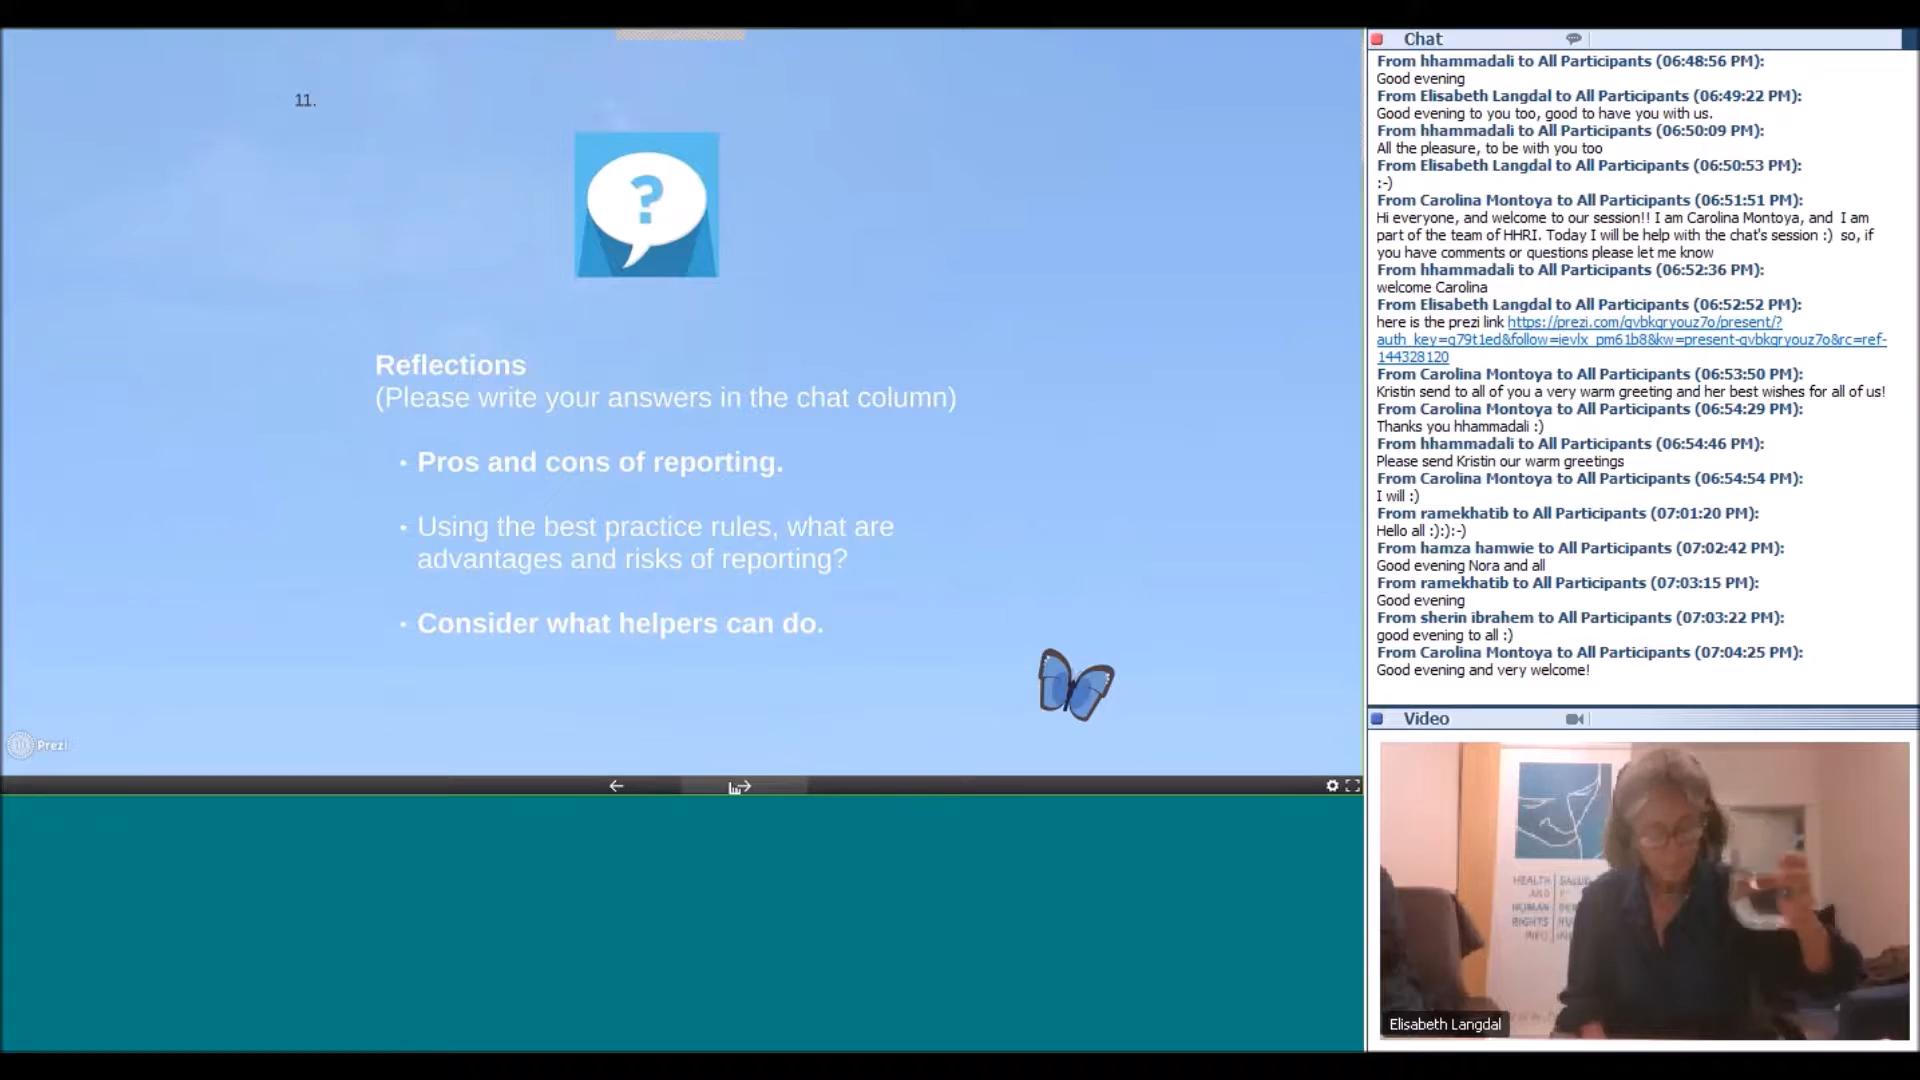 11.
?
Reflections
(Please write your answers in the chat column)
• Pros and cons of reporting.
• Using the best practice rules, what are
advantages and risks of reporting?
• Consider what helpers can do.
Prezi
Chat
From hhammadali to All Participants (06:48:56 PM):
Good evening
From Elisabeth Langdal to All Participants (06:49:22 PM):
Good evening to you too, good to have you with us.
From hhammadali to All Participants (06:50:09 PM):
All the pleasure, to be with you too
From Elisabeth Langdal to All Participants (06:50:53 PM):
:-)
From Carolina Montoya to All Participants (06:51:51 PM):
Hi everyone, and welcome to our session!! I am Carolina Montoya, and I am
part of the team of HHRI. Today I will be help with the chat's session :) so, if
you have comments or questions please let me know
From hhammadali to All Participants (06:52:36 PM):
welcome Carolina
From Elisabeth Langdal to All Participants (06:52:52 PM):
here is the prezi link https://prezi.com/gvbkgryouz7o/present/?
auth_key=q79t1ed&follow=ievlx_pm61b8&kw=present-gvbkgryouz7o&rc=ref-
144328120
From Carolina Montoya to All Participants (06:53:50 PM):
Kristin send to all of you a very warm greeting and her best wishes for all of us!
From Carolina Montoya to All Participants (06:54:29 PM):
Thanks you hhammadali :)
From hhammadali to All Participants (06:54:46 PM):
Please send Kristin our warm greetings
From Carolina Montoya to All Participants (06:54:54 PM):
I will :)
From ramekhatib to All Participants (07:01:20 PM):
Hello all :):):-)
From hamza hamwie to All Participants (07:02:42 PM):
Good evening Nora and all
From ramekhatib to All Participants (07:03:15 PM):
Good evening
From sherin ibrahem to All Participants (07:03:22 PM):
good evening to all :)
From Carolina Montoya to All Participants (07:04:25 PM):
Good evening and very welcome!
Video
HEALTH
AND
HUMAN
RIGHTS
INFO
Elisabeth Langdal